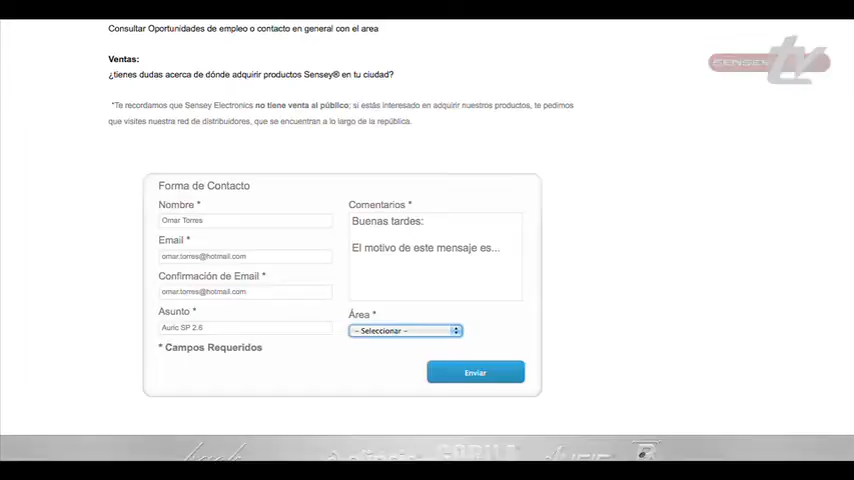 Consultar Oportunidades de empleo o contacto en general con el area
Ventas:
¿tienes dudas acerca de dónde adquirir productos Sensey® en tu ciudad?
SENSEY tv
*Te recordamos que Sensey Electronics no tiene venta al público; si estás interesado en adquirir nuestros productos, te pedimos
que visites nuestra red de distribuidores, que se encuentran a lo largo de la república.
Forma de Contacto
Nombre *
Omar Torres
Email *
omar.torres@hotmail.com
Confirmación de Email *
omar.torres@hotmail.com
Asunto *
Auric SP 2.6
* Campos Requeridos
Comentarios *
Buenas tardes:
El motivo de este mensaje es...
Área *
-- Seleccionar --
Enviar